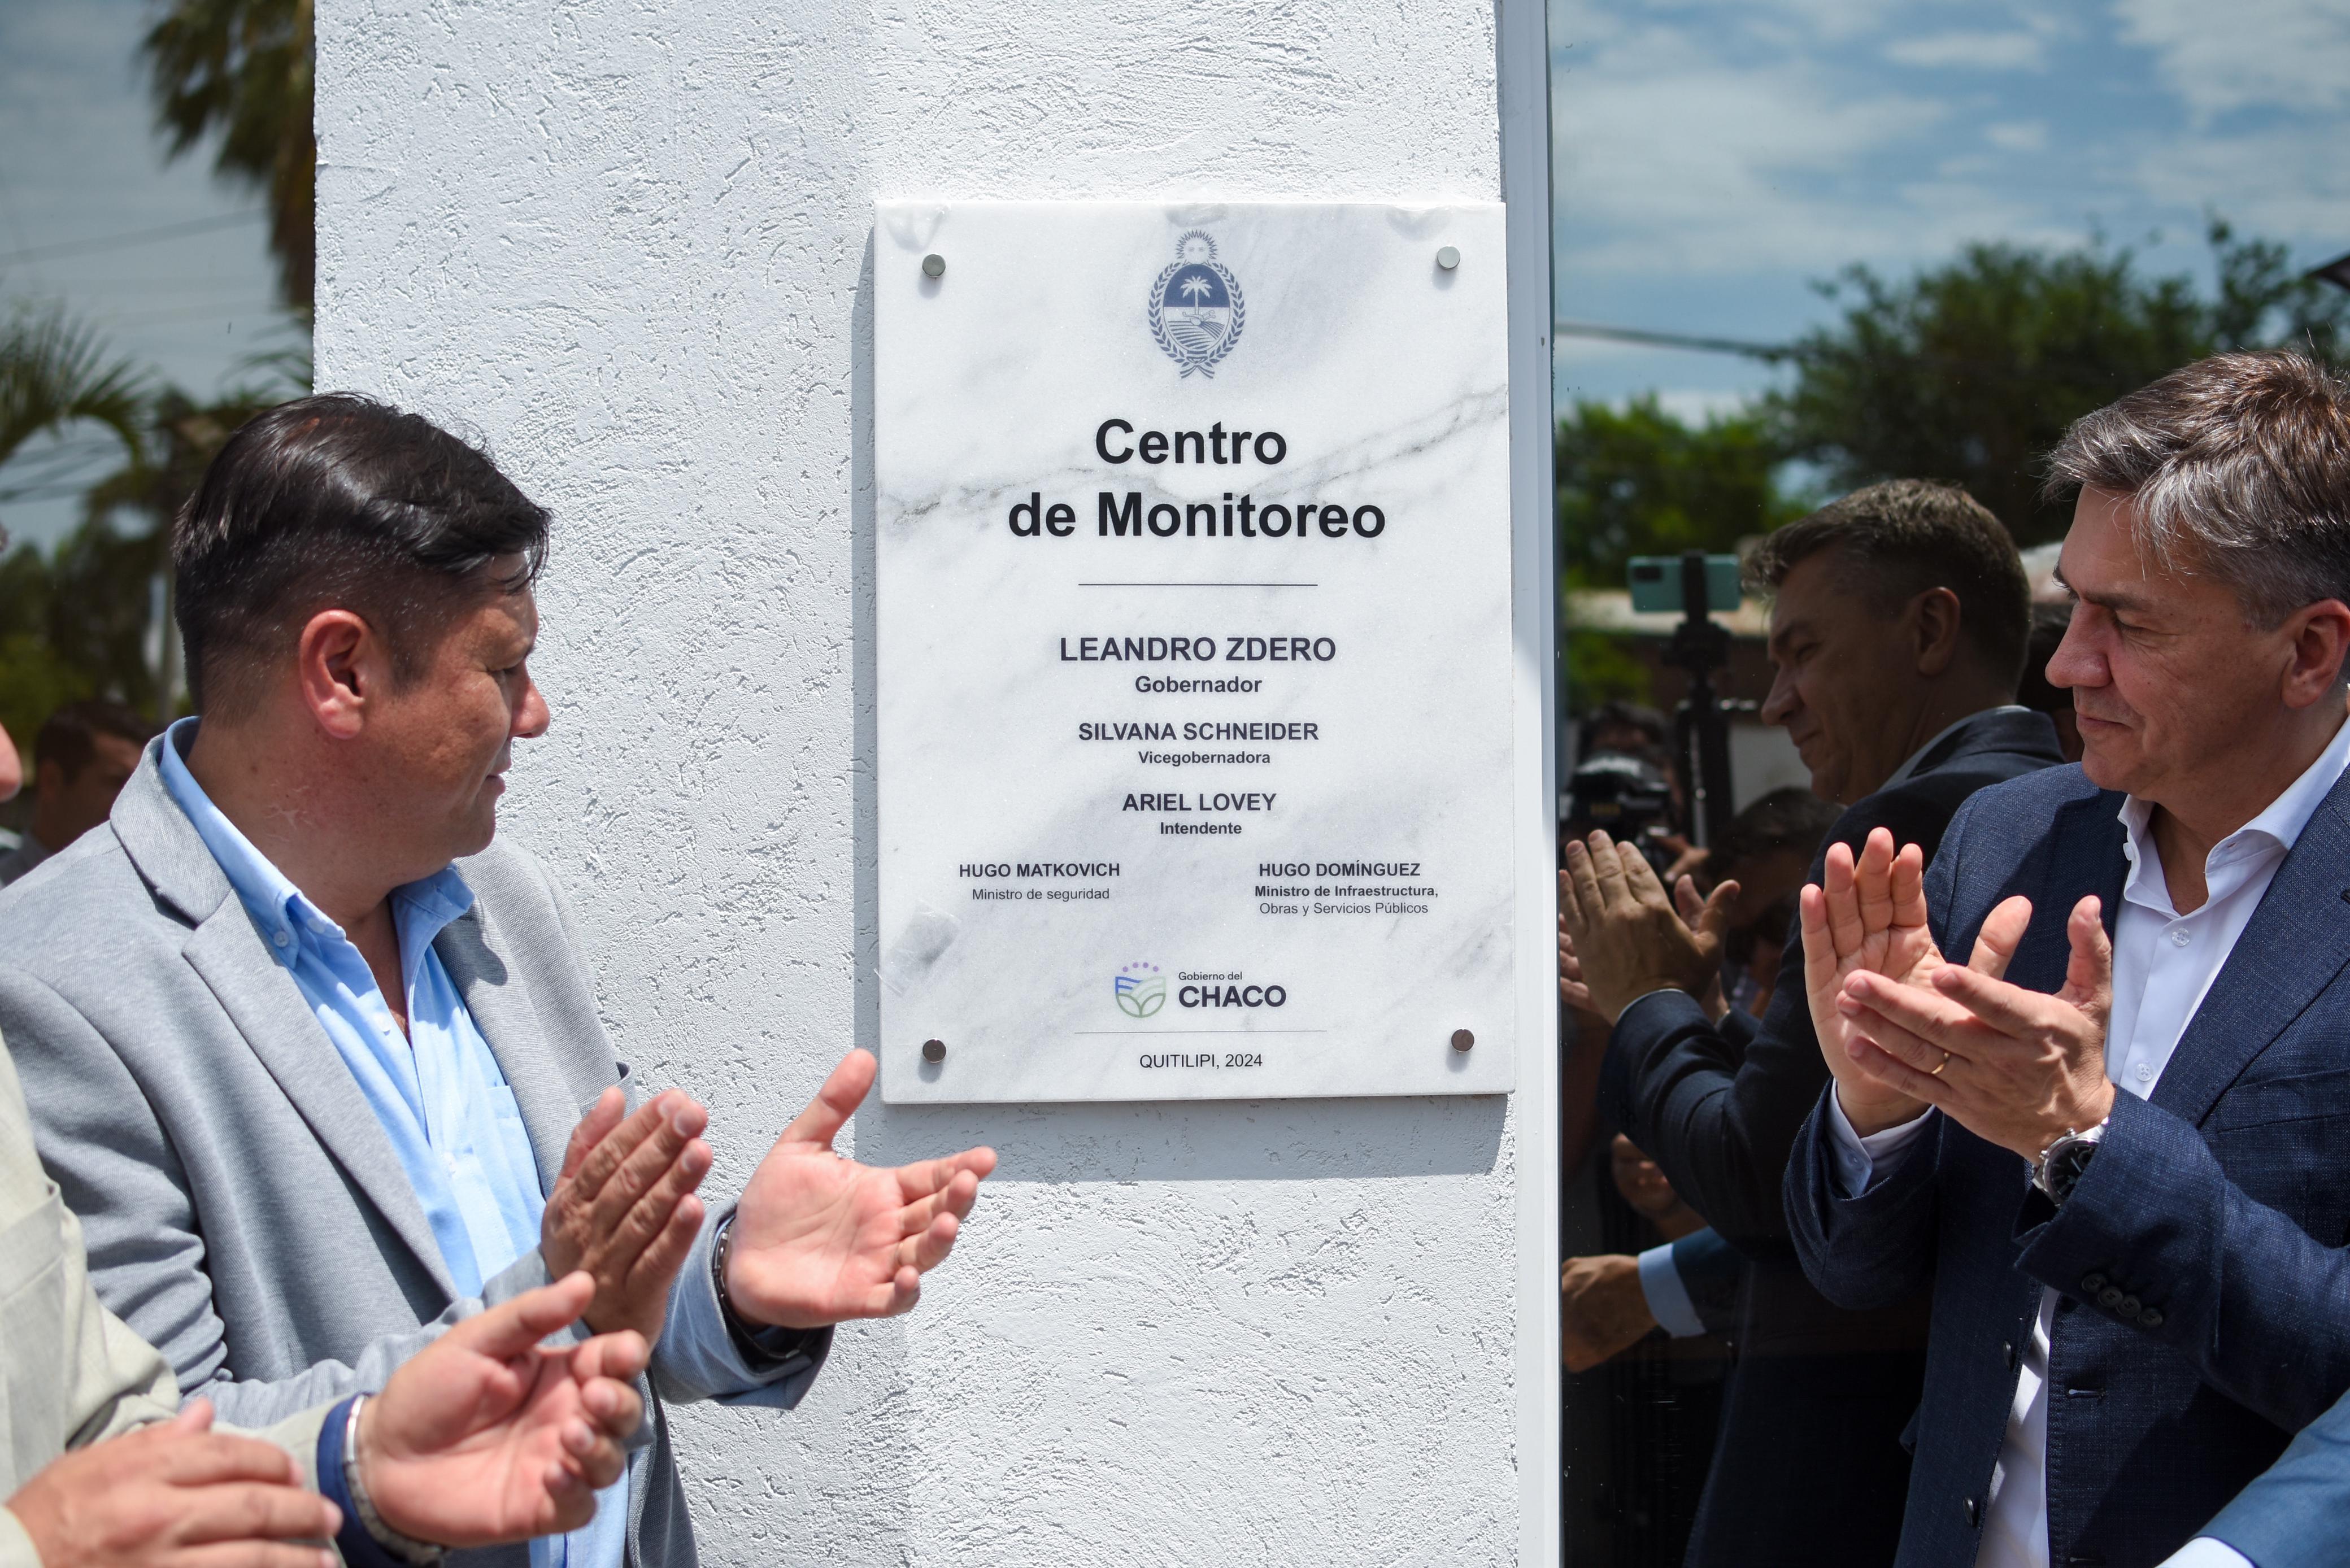 Centro
de Monitoreo
LEANDRO ZDERO
Gobernador
SILVANA SCHNEIDER
Vicegobernadora
ARIEL LOVEY
Intendente
HUGO MATKOVICH
Ministro de seguridad
HUGO DOMÍNGUEZ
Ministro de Infraestructura,
Obras y Servicios Públicos
Gobierno del
CHACO
QUITILIPI, 2024